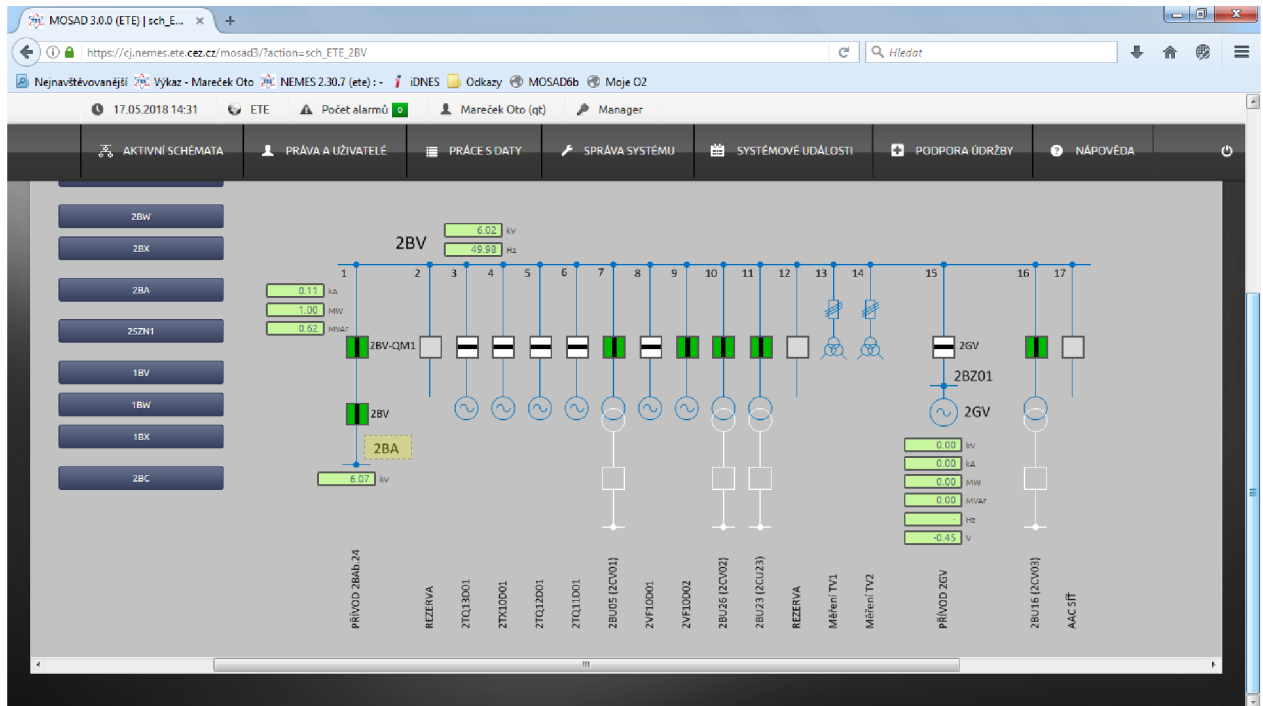 MOSAD 3.0.0 (ETE) | sch_E... × +
https://cj.nemes.ete.cez.cz/mosad3/?action=sch_ETE_2BV
Hledat
Nejnavštěvovanější Výkaz - Mareček Oto NEMES 2.30.7 (ete) : - iDNES Odkazy MOSAD6b Moje O2
17.05.2018 14:31 ETE Počet alarmů 0 Mareček Oto (qt) Manager
AKTIVNÍ SCHÉMATA PRÁVA A UŽIVATELÉ PRÁCE S DATY SPRÁVA SYSTÉMU SYSTÉMOVÉ UDÁLOSTI PODPORA ÚDRŽBY NÁPOVĚDA
2BW
2BX
2BA
2SZN1
1BV
1BW
1BX
2BC
2BV
6.02 kV
49.98 Hz
1 2 3 4 5 6 7 8 9 10 11 12 13 14 15 16 17
0.11 kA
1.00 MW
0.62 MVAr
2BV-QM1
2GV
2BZ01
2BV
2GV
2BA
6.07 kV
0.00 kV
0.00 kA
0.00 MW
0.00 MVAr
- Hz
-0.45 V
PŘÍVOD 2BAb.24
REZERVA
2TQ13D01
2TX10D01
2TQ12D01
2TQ11D01
2BU05 (2CV01)
2VF10D01
2VF10D02
2BU26 (2CV02)
2BU23 (2CU23)
REZERVA
Měření TV1
Měření TV2
PŘÍVOD 2GV
2BU16 (2CV03)
AAC SÍŤ